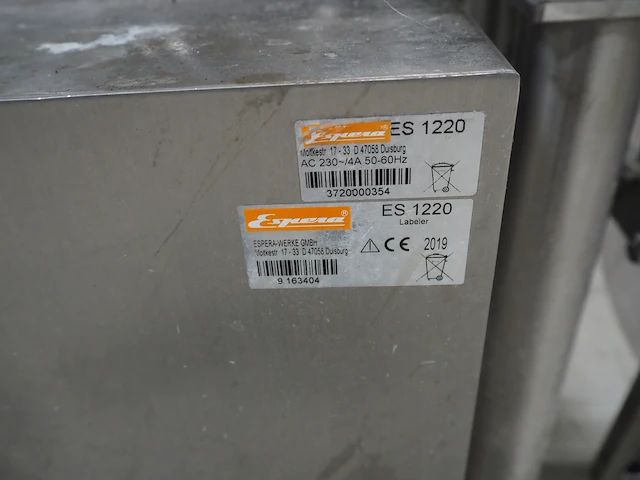 Espera ES 1220
Moltkestr. 17 - 33 D 47058 Duisburg
AC 230~/4A 50-60Hz
3720000354
Espera® ES 1220
Labeler
ESPERA-WERKE GMBH
Moltkestr. 17 - 33 D 47058 Duisburg
CE 2019
9 163404